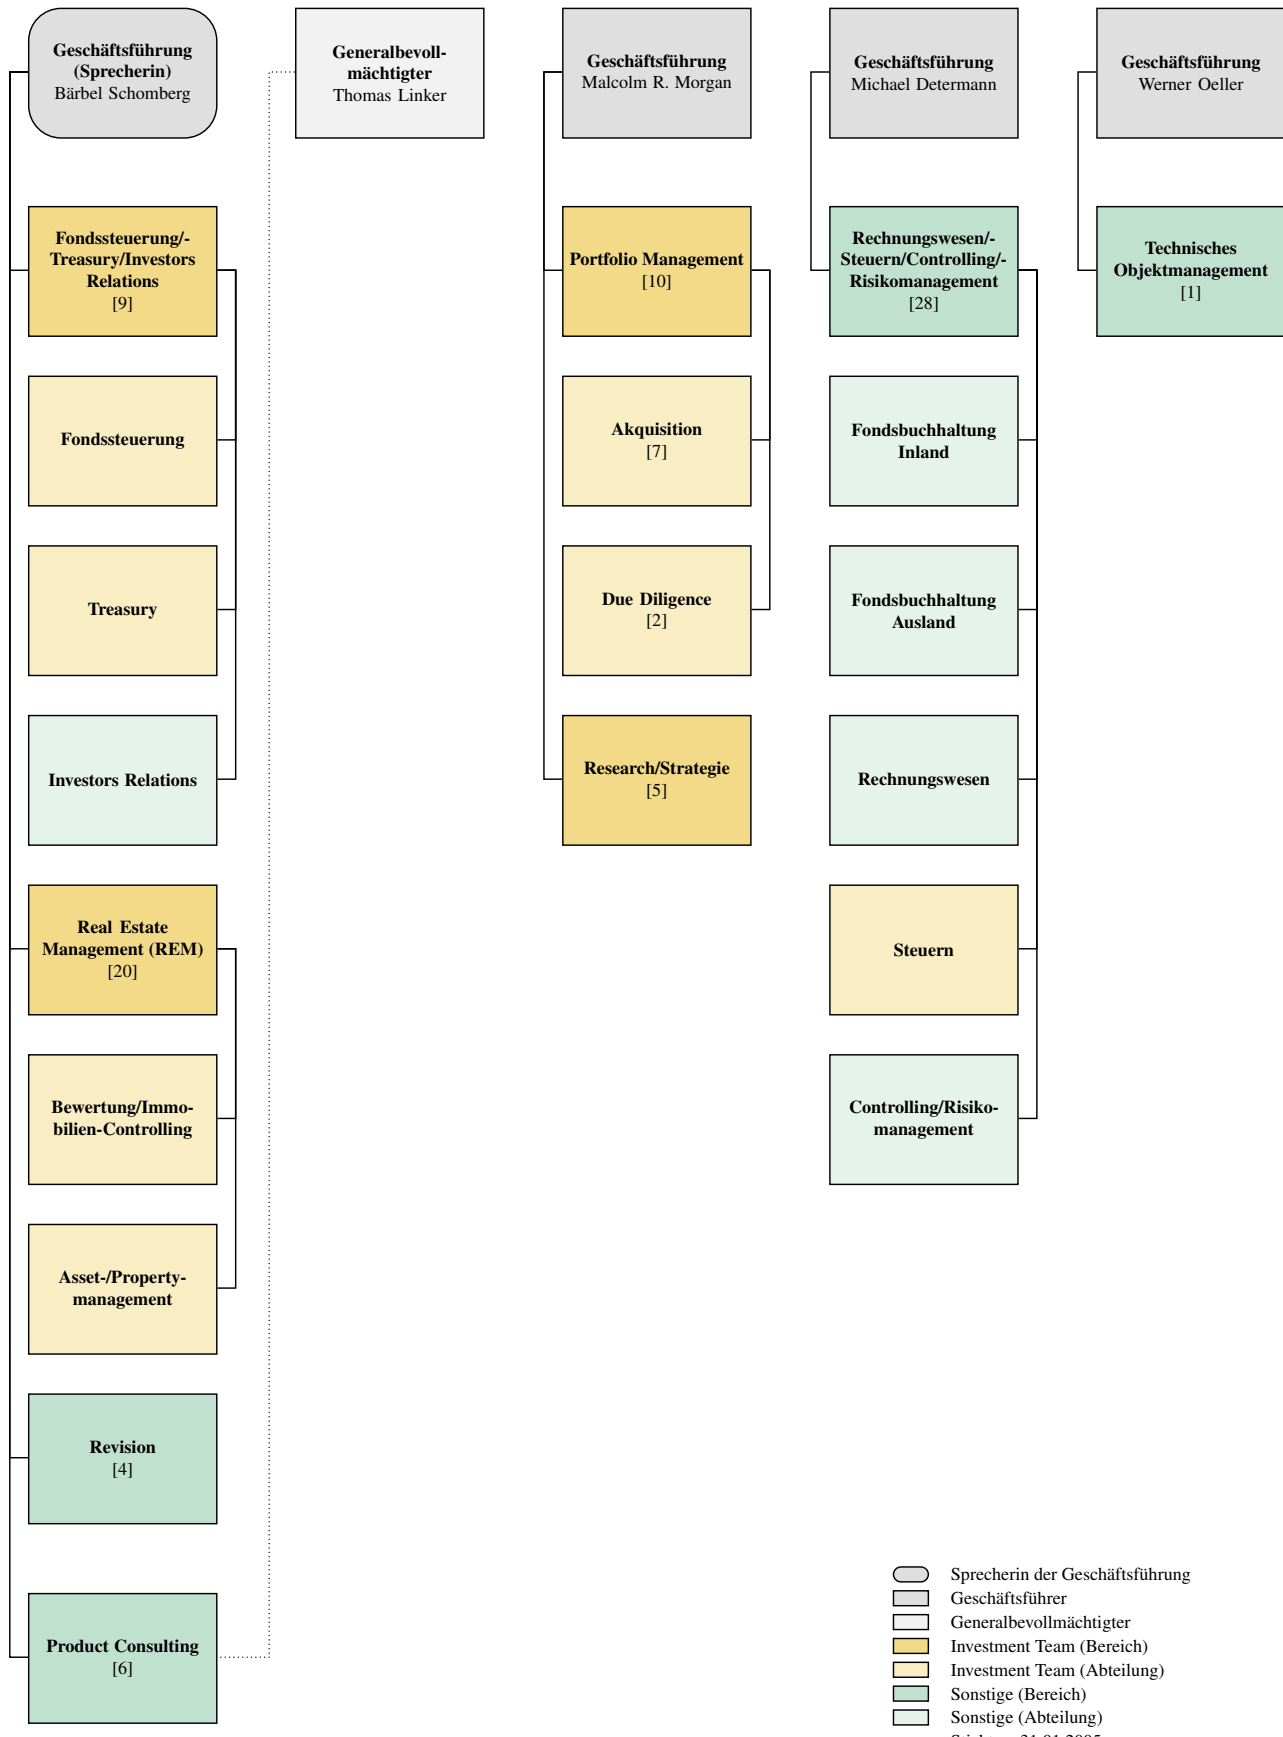 Geschäftsführung
(Sprecherin)
Bärbel Schomberg
Generalbevoll-
mächtigter
Thomas Linker
Geschäftsführung
Malcolm R. Morgan
Geschäftsführung
Michael Determann
Geschäftsführung
Werner Oeller
Fondssteuerung/-
Treasury/Investors
Relations
[9]
Portfolio Management
[10]
Rechnungswesen/-
Steuern/Controlling/-
Risikomanagement
[28]
Technisches
Objektmanagement
[1]
Fondssteuerung
Akquisition
[7]
Fondsbuchhaltung
Inland
Treasury
Due Diligence
[2]
Fondsbuchhaltung
Ausland
Investors Relations
Research/Strategie
[5]
Rechnungswesen
Real Estate
Management (REM)
[20]
Steuern
Bewertung/Immo-
bilien-Controlling
Controlling/Risiko-
management
Asset-/Property-
management
Revision
[4]
Product Consulting
[6]
Sprecherin der Geschäftsführung
Geschäftsführer
Generalbevollmächtigter
Investment Team (Bereich)
Investment Team (Abteilung)
Sonstige (Bereich)
Sonstige (Abteilung)